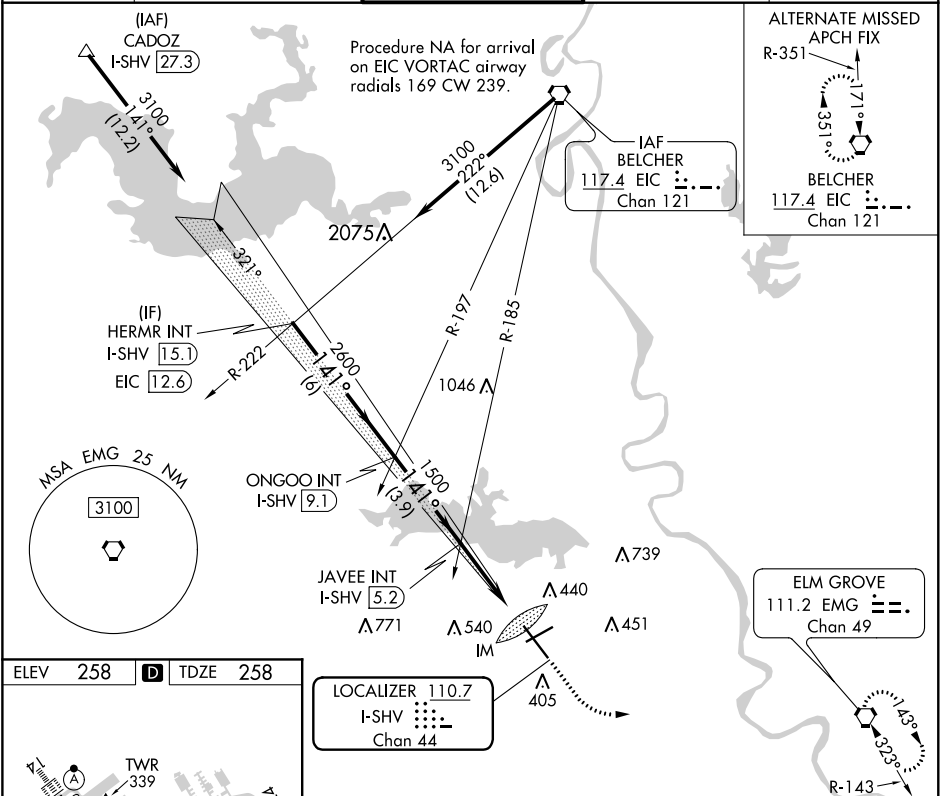 (IAF)
CADOZ
I-SHV 27.3
3100
141°
(12.2)
Procedure NA for arrival
on EIC VORTAC airway
radials 169 CW 239.
ALTERNATE MISSED
APCH FIX
R-351
351°
171°
BELCHER
117.4 EIC
Chan 121
IAF
BELCHER
117.4 EIC
Chan 121
3100
222°
(12.6)
2075
321°
R-197
R-185
(IF)
HERMR INT
I-SHV 15.1
EIC 12.6
R-222
2600
141°
(6)
1046
MSA EMG 25 NM
3100
ONGOO INT
I-SHV 9.1
1500
141°
(3.9)
JAVEE INT
I-SHV 5.2
739
440
771
540
451
IM
405
ELM GROVE
111.2 EMG
Chan 49
LOCALIZER 110.7
I-SHV
Chan 44
143°
323°
R-143
ELEV 258 D TDZE 258
TWR
339
A